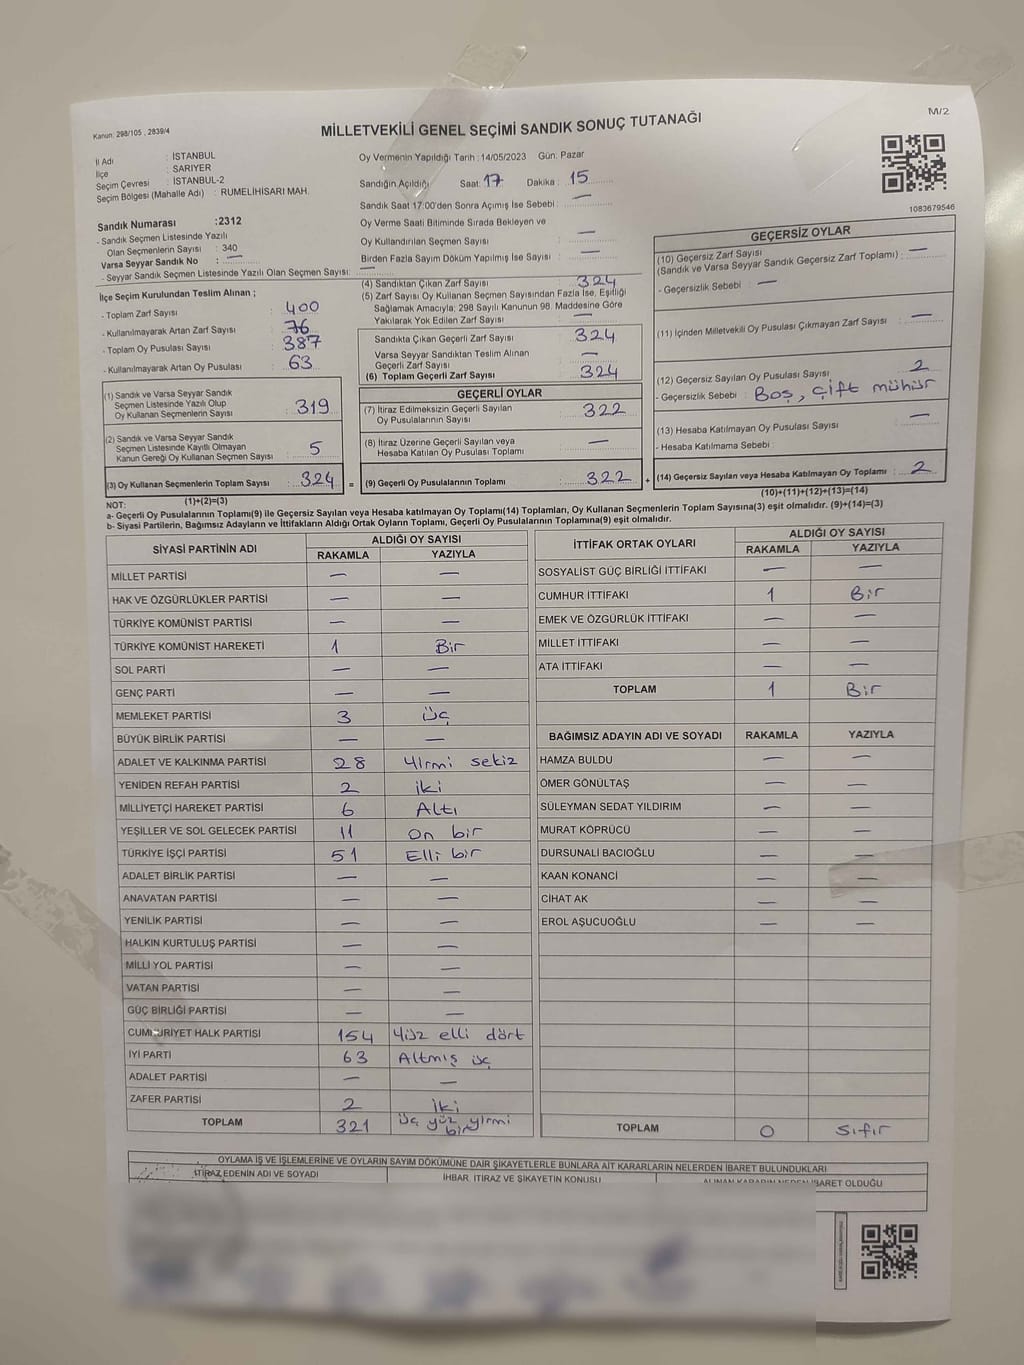 Kanun: 298/105 , 2839/4
M/2
MİLLETVEKİLİ GENEL SEÇİMİ SANDIK SONUÇ TUTANAĞI
İl Adı : İSTANBUL
İlçe : SARIYER
Seçim Çevresi : İSTANBUL-2
Seçim Bölgesi (Mahalle Adı) : RUMELİHİSARI MAH.
Sandık Numarası :2312
- Sandık Seçmen Listesinde Yazılı
Olan Seçmenlerin Sayısı : 340
Varsa Seyyar Sandık No : —
- Seyyar Sandık Seçmen Listesinde Yazılı Olan Seçmen Sayısı: —
Oy Vermenin Yapıldığı Tarih :14/05/2023 Gün: Pazar
Sandığın Açıldığı Saat: 17 Dakika : 15
Sandık Saat 17:00'den Sonra Açımış İse Sebebi : —
Oy Verme Saati Bitiminde Sırada Bekleyen ve
Oy Kullandırılan Seçmen Sayısı : —
Birden Fazla Sayım Döküm Yapılmış İse Sayısı : —
1083679546
İlçe Seçim Kurulundan Teslim Alınan ;
- Toplam Zarf Sayısı : 400
- Kullanılmayarak Artan Zarf Sayısı : 76
- Toplam Oy Pusulası Sayısı : 387
- Kullanılmayarak Artan Oy Pusulası : 63
(1) Sandık ve Varsa Seyyar Sandık
Seçmen Listesinde Yazılı Olup
Oy Kullanan Seçmenlerin Sayısı : 319
(2) Sandık ve Varsa Seyyar Sandık
Seçmen Listesinde Kayıtlı Olmayan
Kanun Gereği Oy Kullanan Seçmen Sayısı : 5
(3) Oy Kullanan Seçmenlerin Toplam Sayısı : 324 =
(1)+(2)=(3)
(4) Sandıktan Çıkan Zarf Sayısı : 324
(5) Zarf Sayısı Oy Kullanan Seçmen Sayısından Fazla İse, Eşitliği
Sağlamak Amacıyla; 298 Sayılı Kanunun 98. Maddesine Göre
Yakılarak Yok Edilen Zarf Sayısı : —
Sandıkta Çıkan Geçerli Zarf Sayısı : 324
Varsa Seyyar Sandıktan Teslim Alınan
Geçerli Zarf Sayısı : —
(6) Toplam Geçerli Zarf Sayısı : 324
GEÇERLİ OYLAR
(7) İtiraz Edilmeksizin Geçerli Sayılan
Oy Pusulalarının Sayısı : 322
(8) İtiraz Üzerine Geçerli Sayılan veya
Hesaba Katılan Oy Pusulası Toplamı : —
(9) Geçerli Oy Pusulalarının Toplamı : 322 +
GEÇERSİZ OYLAR
(10) Geçersiz Zarf Sayısı
(Sandık ve Varsa Seyyar Sandık Geçersiz Zarf Toplamı) : —
- Geçersizlik Sebebi : —
(11) İçinden Milletvekili Oy Pusulası Çıkmayan Zarf Sayısı : —
(12) Geçersiz Sayılan Oy Pusulası Sayısı : 2
- Geçersizlik Sebebi : Boş, çift mühür
(13) Hesaba Katılmayan Oy Pusulası Sayısı : —
- Hesaba Katılmama Sebebi :
(14) Geçersiz Sayılan veya Hesaba Katılmayan Oy Toplamı : 2
(10)+(11)+(12)+(13)=(14)
NOT:
a- Geçerli Oy Pusulalarının Toplamı(9) ile Geçersiz Sayılan veya Hesaba katılmayan Oy Toplamı(14) Toplamları, Oy Kullanan Seçmenlerin Toplam Sayısına(3) eşit olmalıdır. (9)+(14)=(3)
b- Siyasi Partilerin, Bağımsız Adayların ve İttifakların Aldığı Ortak Oyların Toplamı, Geçerli Oy Pusulalarının Toplamına(9) eşit olmalıdır.
SİYASİ PARTİNİN ADI ALDIĞI OY SAYISI
RAKAMLA YAZIYLA
MİLLET PARTİSİ — —
HAK VE ÖZGÜRLÜKLER PARTİSİ — —
TÜRKİYE KOMÜNİST PARTİSİ — —
TÜRKİYE KOMÜNİST HAREKETİ 1 Bir
SOL PARTİ — —
GENÇ PARTİ — —
MEMLEKET PARTİSİ 3 üç
BÜYÜK BİRLİK PARTİSİ — —
ADALET VE KALKINMA PARTİSİ 28 Yirmi sekiz
YENİDEN REFAH PARTİSİ 2 iki
MİLLİYETÇİ HAREKET PARTİSİ 6 Altı
YEŞİLLER VE SOL GELECEK PARTİSİ 11 On bir
TÜRKİYE İŞÇİ PARTİSİ 51 Elli bir
ADALET BİRLİK PARTİSİ — —
ANAVATAN PARTİSİ — —
YENİLİK PARTİSİ — —
HALKIN KURTULUŞ PARTİSİ — —
MİLLİ YOL PARTİSİ — —
VATAN PARTİSİ — —
GÜÇ BİRLİĞİ PARTİSİ — —
CUMHURİYET HALK PARTİSİ 154 Yüz elli dört
İYİ PARTİ 63 Altmış üç
ADALET PARTİSİ — —
ZAFER PARTİSİ 2 iki
TOPLAM 321 üç yüz yirmi bir
İTTİFAK ORTAK OYLARI ALDIĞI OY SAYISI
RAKAMLA YAZIYLA
SOSYALİST GÜÇ BİRLİĞİ İTTİFAKI — —
CUMHUR İTTİFAKI 1 Bir
EMEK VE ÖZGÜRLÜK İTTİFAKI — —
MİLLET İTTİFAKI — —
ATA İTTİFAKI — —
TOPLAM 1 Bir
BAĞIMSIZ ADAYIN ADI VE SOYADI RAKAMLA YAZIYLA
HAMZA BULDU — —
ÖMER GÖNÜLTAŞ — —
SÜLEYMAN SEDAT YILDIRIM — —
MURAT KÖPRÜCÜ — —
DURSUNALİ BACIOĞLU — —
KAAN KONANCİ — —
CİHAT AK — —
EROL AŞUCUOĞLU — —
TOPLAM 0 Sıfır
OYLAMA İŞ VE İŞLEMLERİNE VE OYLARIN SAYIM DÖKÜMÜNE DAİR ŞİKAYETLERLE BUNLARA AİT KARARLARIN NELERDEN İBARET BULUNDUKLARI
İTİRAZ EDENİN ADI VE SOYADI İHBAR, İTİRAZ VE ŞİKAYETİN KONUSU ALINAN KARARIN NEDEN İBARET OLDUĞU